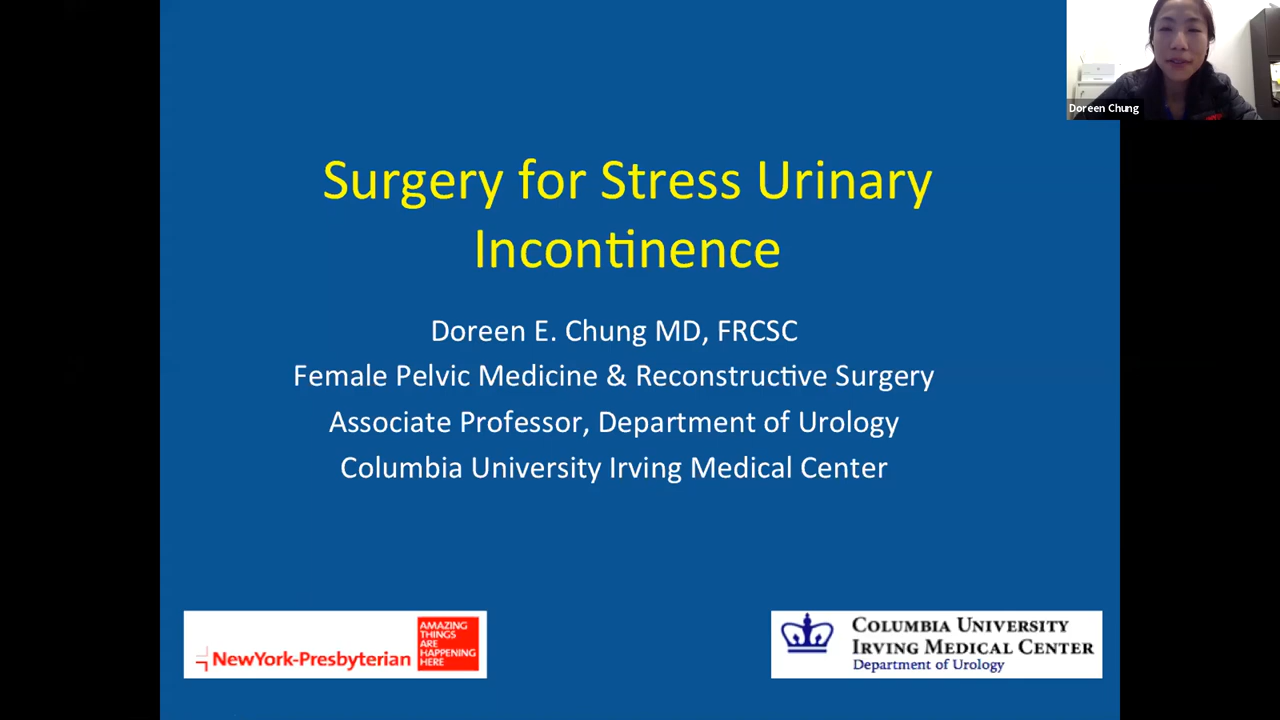 Doreen Chung
Surgery for Stress Urinary
Incontinence
Doreen E. Chung MD, FRCSC
Female Pelvic Medicine & Reconstructive Surgery
Associate Professor, Department of Urology
Columbia University Irving Medical Center
NewYork-Presbyterian
AMAZING
THINGS
ARE
HAPPENING
HERE
COLUMBIA UNIVERSITY
IRVING MEDICAL CENTER
Department of Urology